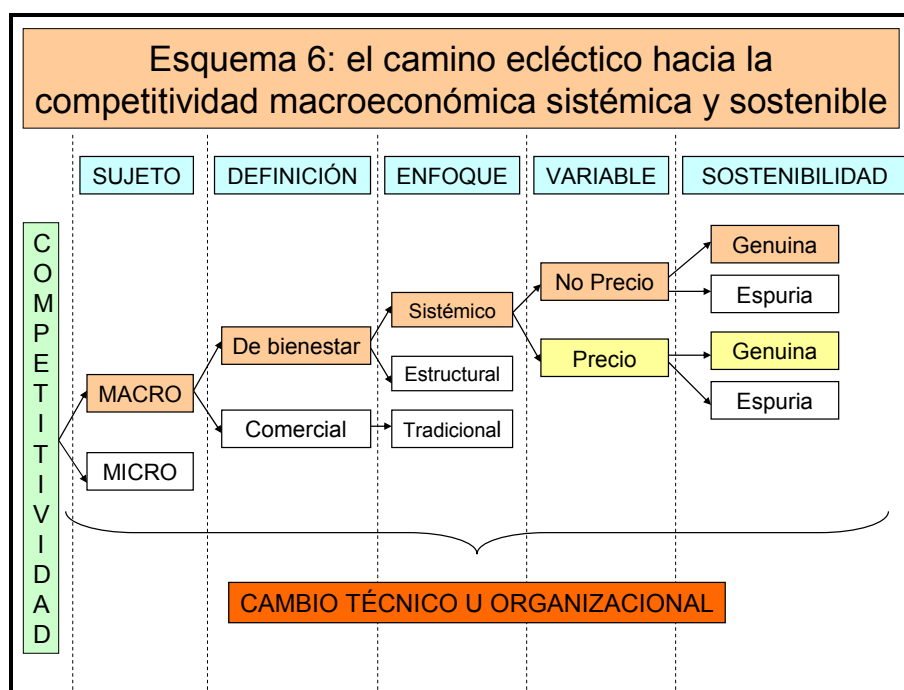 Esquema 6: el camino ecléctico hacia la
competitividad macroeconómica sistémica y sostenible
SUJETO
DEFINICIÓN
ENFOQUE
VARIABLE
SOSTENIBILIDAD
COMPETITIVIDAD
MACRO
MICRO
De bienestar
Comercial
Sistémico
Estructural
Tradicional
No Precio
Precio
Genuina
Espuria
Genuina
Espuria
CAMBIO TÉCNICO U ORGANIZACIONAL